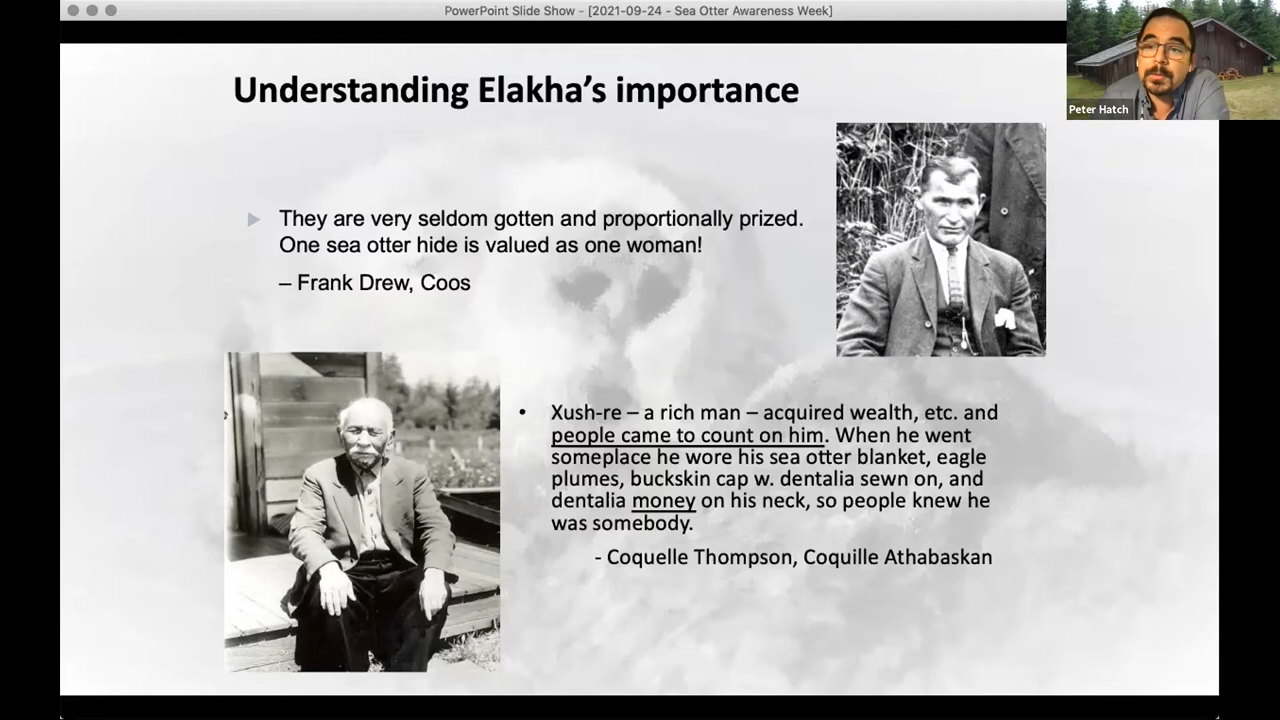 PowerPoint Slide Show - [2021-09-24 - Sea Otter Awareness Week]
Peter Hatch
Understanding Elakha’s importance
They are very seldom gotten and proportionally prized.
One sea otter hide is valued as one woman!
– Frank Drew, Coos
• Xush-re – a rich man – acquired wealth, etc. and
people came to count on him. When he went
someplace he wore his sea otter blanket, eagle
plumes, buckskin cap w. dentalia sewn on, and
dentalia money on his neck, so people knew he
was somebody.
- Coquelle Thompson, Coquille Athabaskan